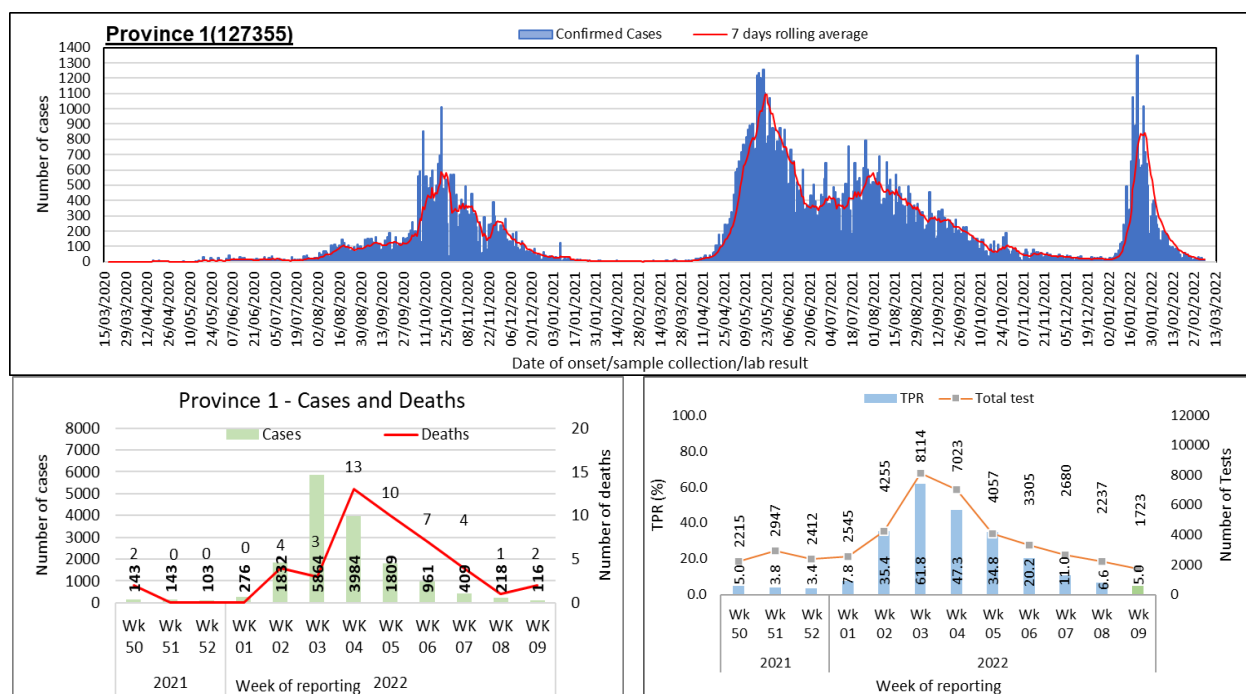 Province 1(127355)
Confirmed Cases 7 days rolling average
Number of cases
1400
1300
1200
1100
1000
900
800
700
600
500
400
300
200
100
0
15/03/2020 29/03/2020 12/04/2020 26/04/2020 10/05/2020 24/05/2020 07/06/2020 21/06/2020 05/07/2020 19/07/2020 02/08/2020 16/08/2020 30/08/2020 13/09/2020 27/09/2020 11/10/2020 25/10/2020 08/11/2020 22/11/2020 06/12/2020 20/12/2020 03/01/2021 17/01/2021 31/01/2021 14/02/2021 28/02/2021 14/03/2021 28/03/2021 11/04/2021 25/04/2021 09/05/2021 23/05/2021 06/06/2021 20/06/2021 04/07/2021 18/07/2021 01/08/2021 15/08/2021 29/08/2021 12/09/2021 26/09/2021 10/10/2021 24/10/2021 07/11/2021 21/11/2021 05/12/2021 19/12/2021 02/01/2022 16/01/2022 30/01/2022 13/02/2022 27/02/2022 13/03/2022
Date of onset/sample collection/lab result
Province 1 - Cases and Deaths
Cases Deaths
Number of cases
8000
7000
6000
5000
4000
3000
2000
1000
0
20
15
10
5
0
Number of deaths
2 0 0 0 4 3 13 10 7 4 1 2
143 143 103 276 1832 5864 3984 1809 961 409 218 116
Wk Wk Wk WK WK WK WK WK WK WK WK WK
50 51 52 01 02 03 04 05 06 07 08 09
2021 2022
Week of reporting
TPR Total test
TPR (%)
100.0
80.0
60.0
40.0
20.0
0.0
12000
10000
8000
6000
4000
2000
0
Number of Tests
2215 2947 2412 2545 4255 8114 7023 4057 3305 2680 2237 1723
5.0 3.8 3.4 7.8 35.4 61.8 47.3 34.8 20.2 11.0 6.6 5.0
Wk Wk Wk Wk Wk Wk Wk Wk Wk Wk Wk Wk
50 51 52 01 02 03 04 05 06 07 08 09
2021 2022
Week of reporting